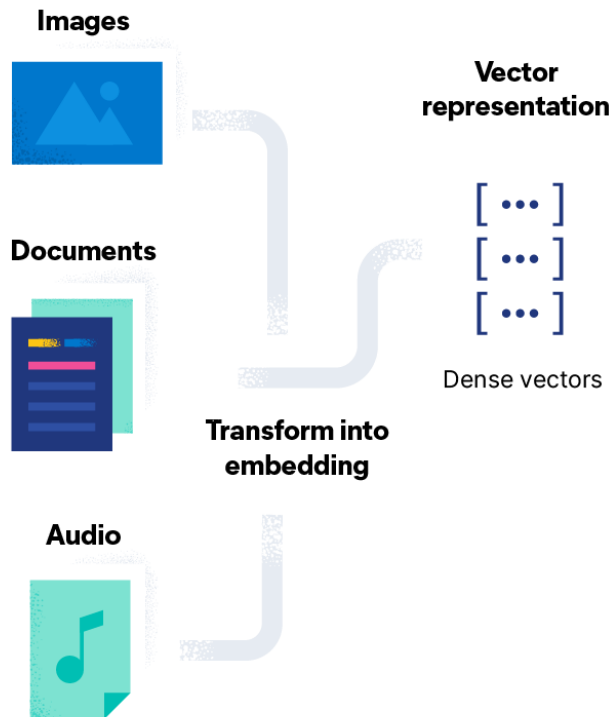 Images
Vector
representation
[ ••• ]
Documents
[ ••• ]
[ ••• ]
Dense vectors
Transform into
embedding
Audio